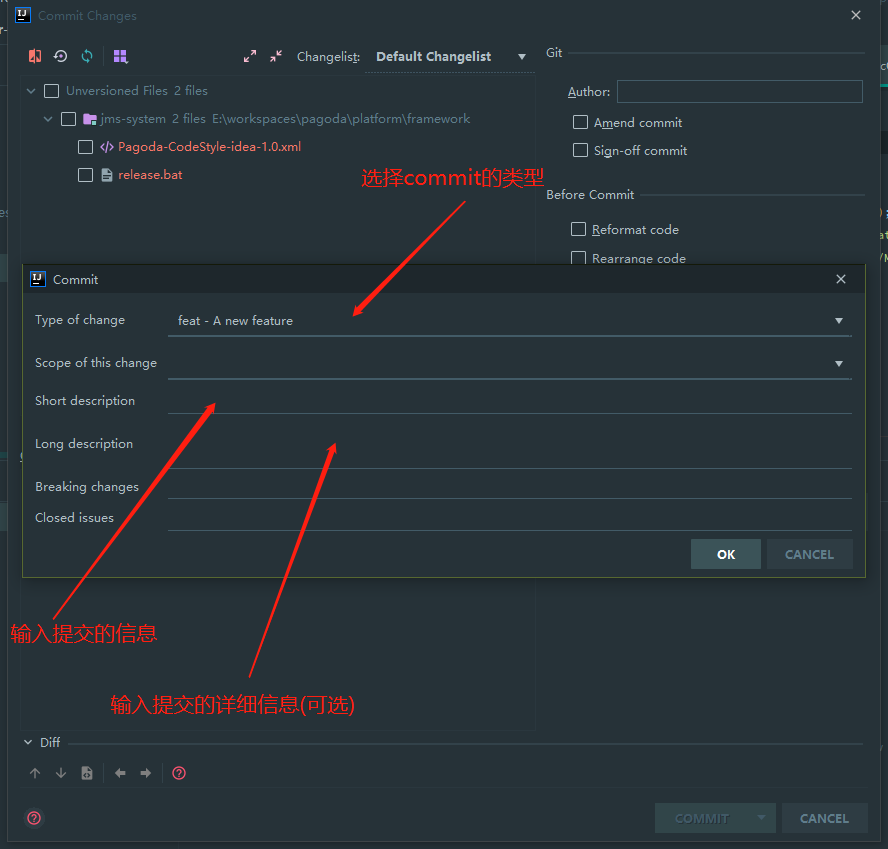 Commit Changes
Changelist: Default Changelist
Git
Unversioned Files 2 files
Author:
jms-system 2 files E:\workspaces\pagoda\platform\framework
Amend commit
Pagoda-CodeStyle-idea-1.0.xml
Sign-off commit
release.bat
选择commit的类型
Before Commit
Reformat code
Rearrange code
Commit
Type of change
feat - A new feature
Scope of this change
Short description
Long description
Breaking changes
Closed issues
OK
CANCEL
输入提交的信息
输入提交的详细信息(可选)
Diff
COMMIT
CANCEL